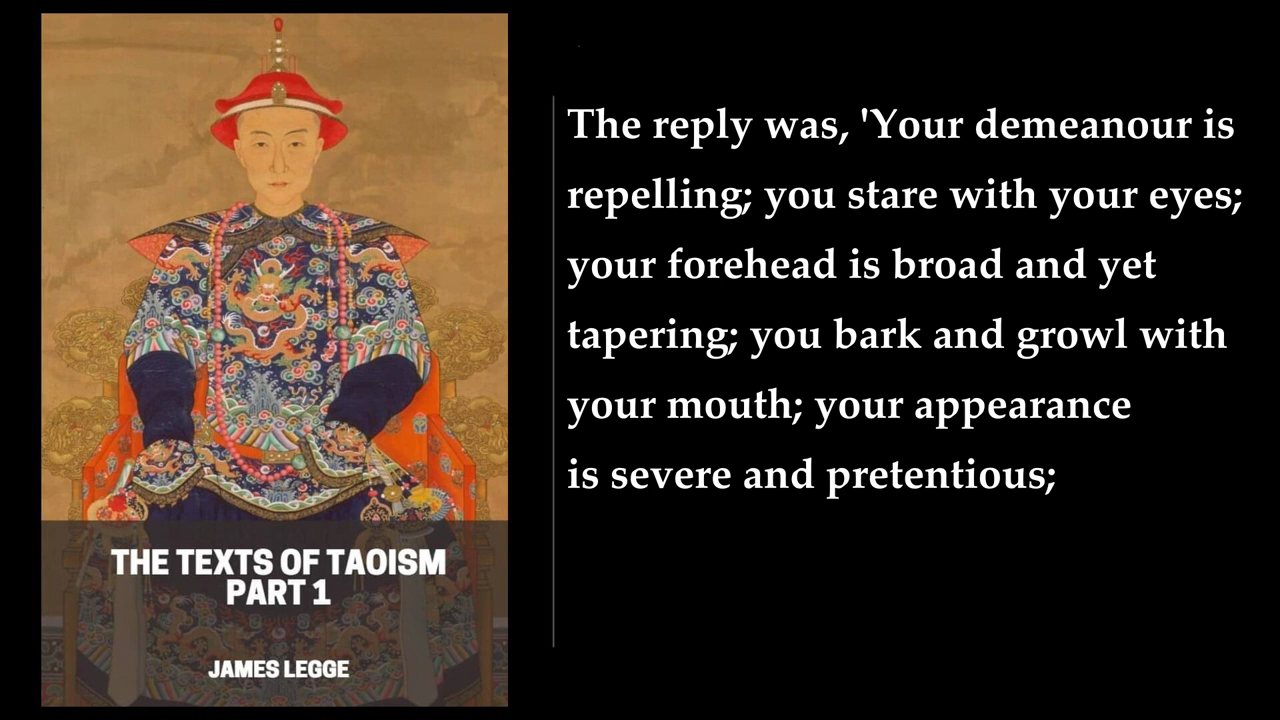 THE TEXTS OF TAOISM
PART 1
JAMES LEGGE
The reply was, 'Your demeanour is
repelling; you stare with your eyes;
your forehead is broad and yet
tapering; you bark and growl with
your mouth; your appearance
is severe and pretentious;